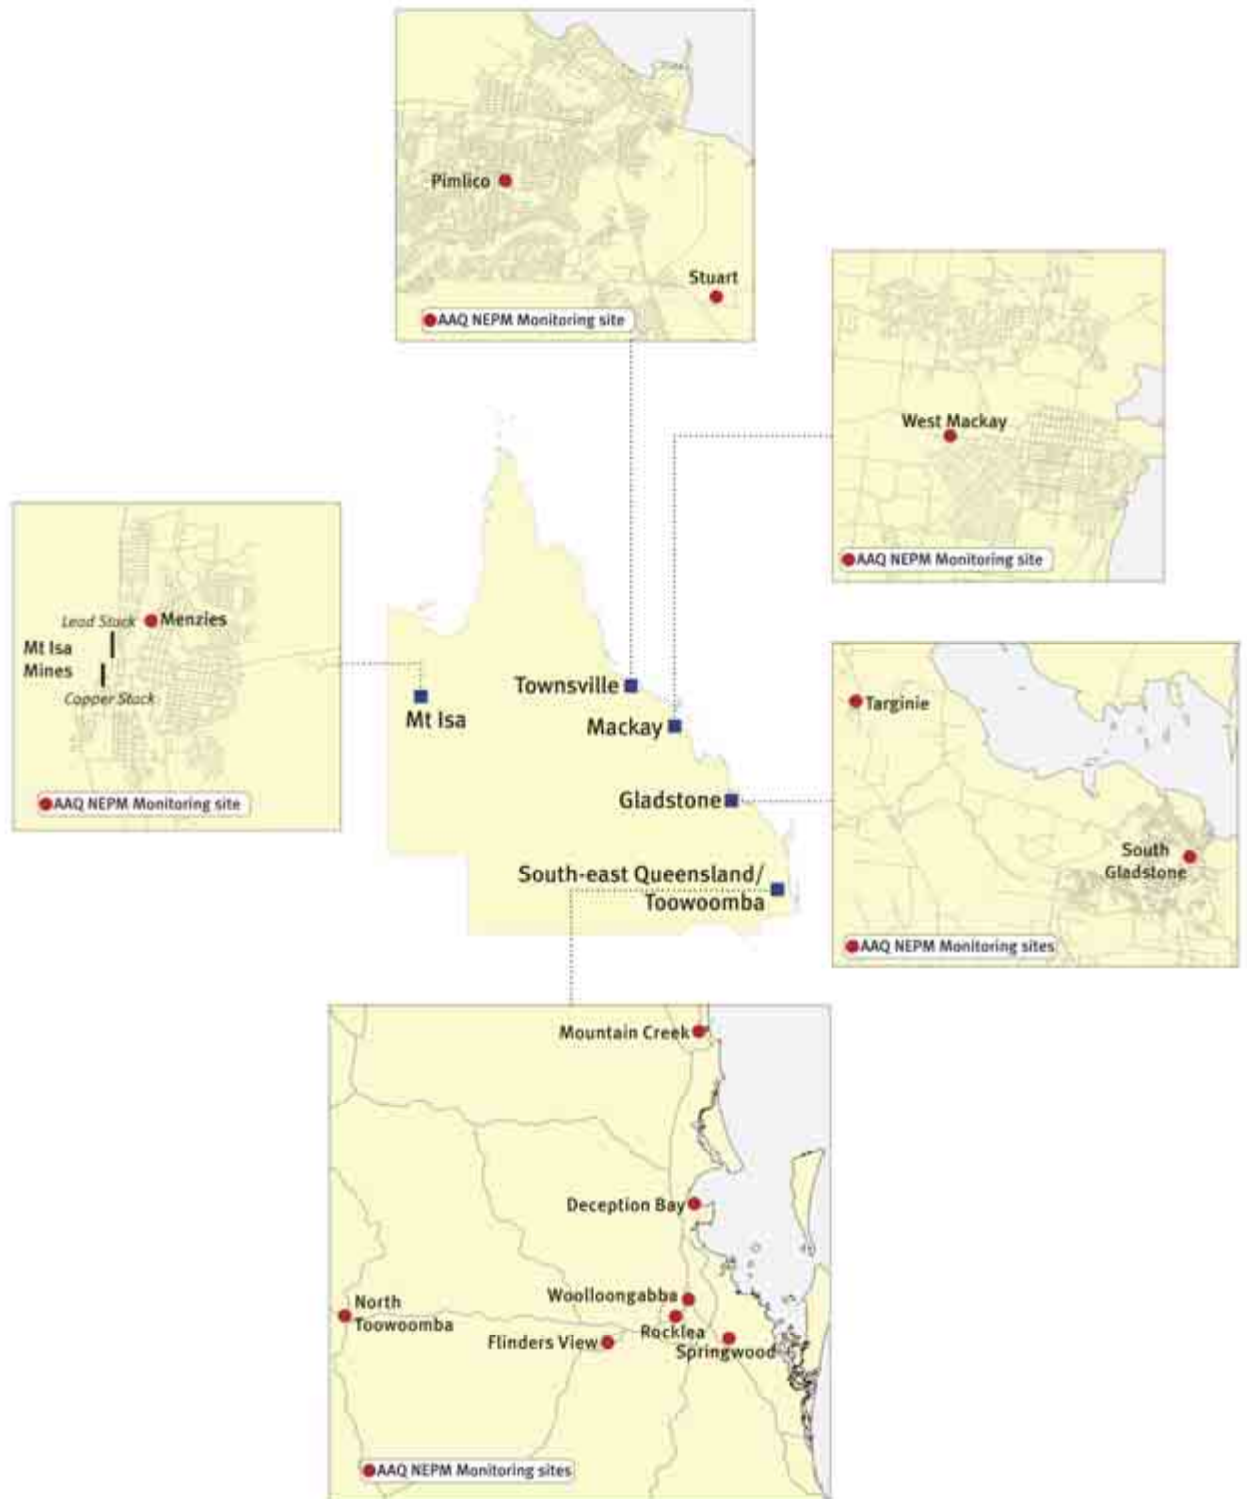 Pimlico
Stuart
AAQ NEPM Monitoring site
West Mackay
AAQ NEPM Monitoring site
Lead Stack
Menzies
Mt Isa
Mines
Copper Stack
AAQ NEPM Monitoring site
Townsville
Mt Isa
Mackay
Gladstone
South-east Queensland/
Toowoomba
Targinie
South
Gladstone
AAQ NEPM Monitoring sites
Mountain Creek
Deception Bay
Woolloongabba
North
Toowoomba
Rocklea
Flinders View
Springwood
AAQ NEPM Monitoring sites